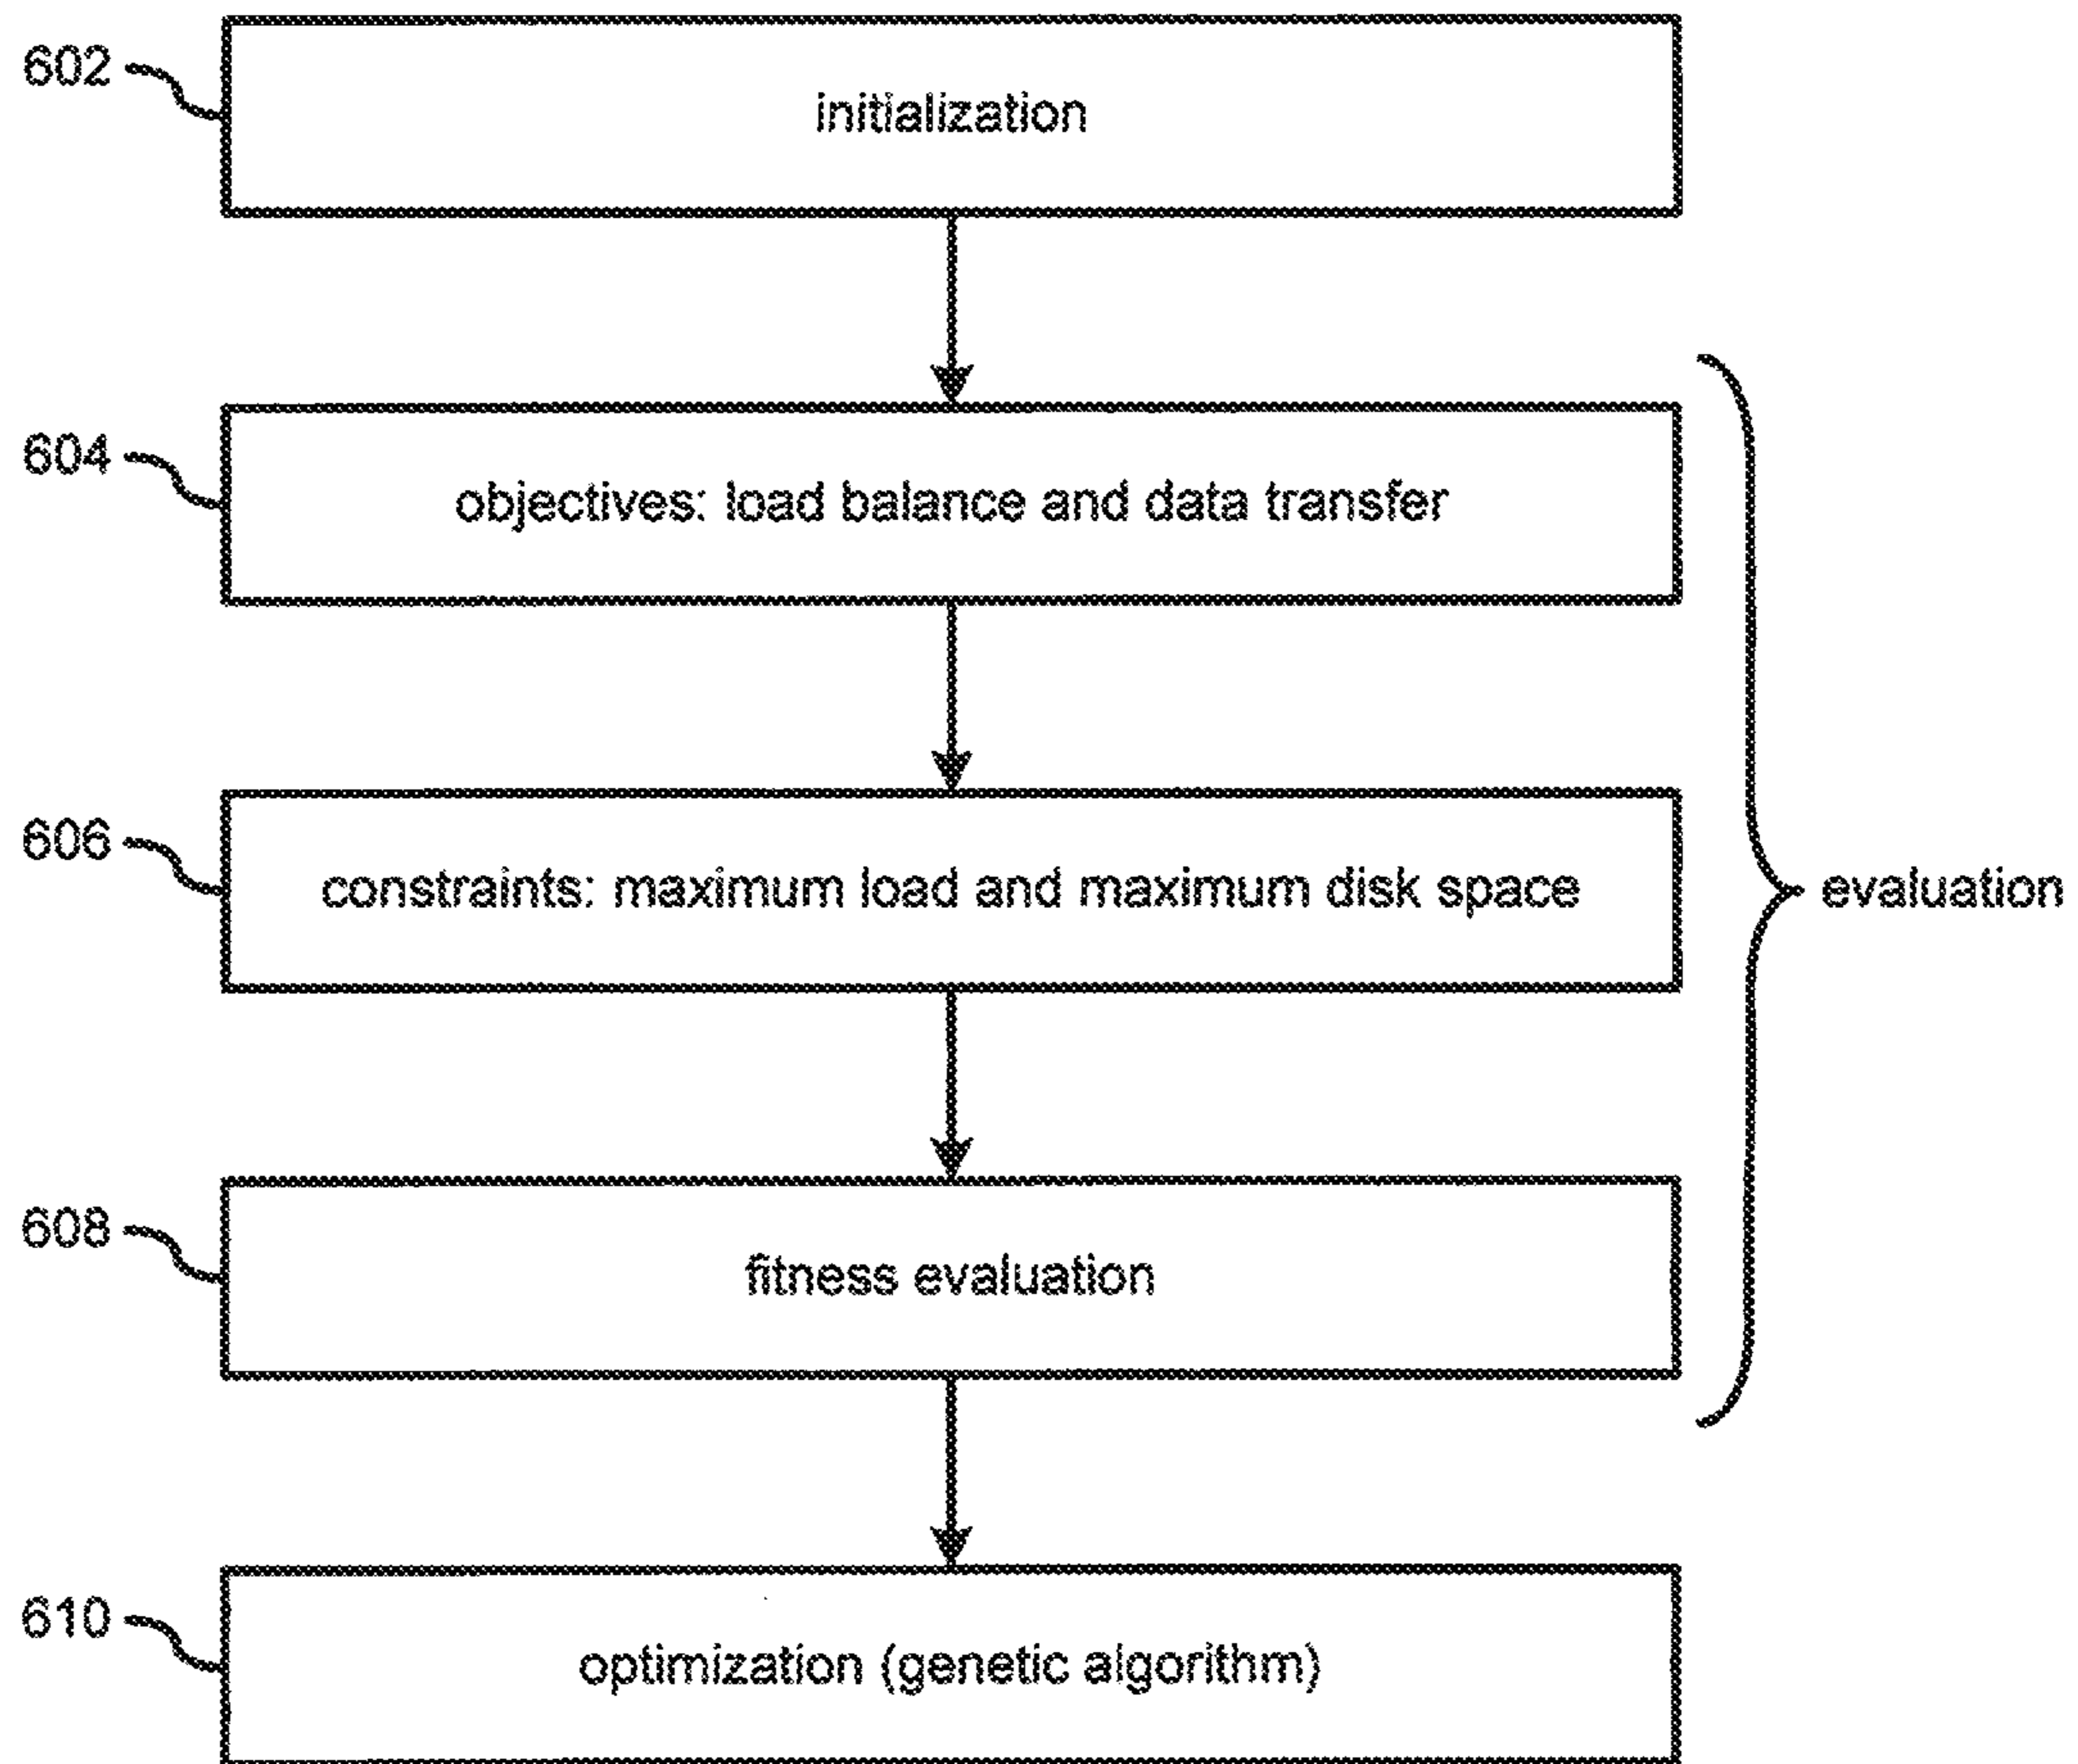 602
initialization
604
objectives: load balance and data transfer
606
constraints: maximum load and maximum disk space
evaluation
608
fitness evaluation
610
optimization (genetic algorithm)